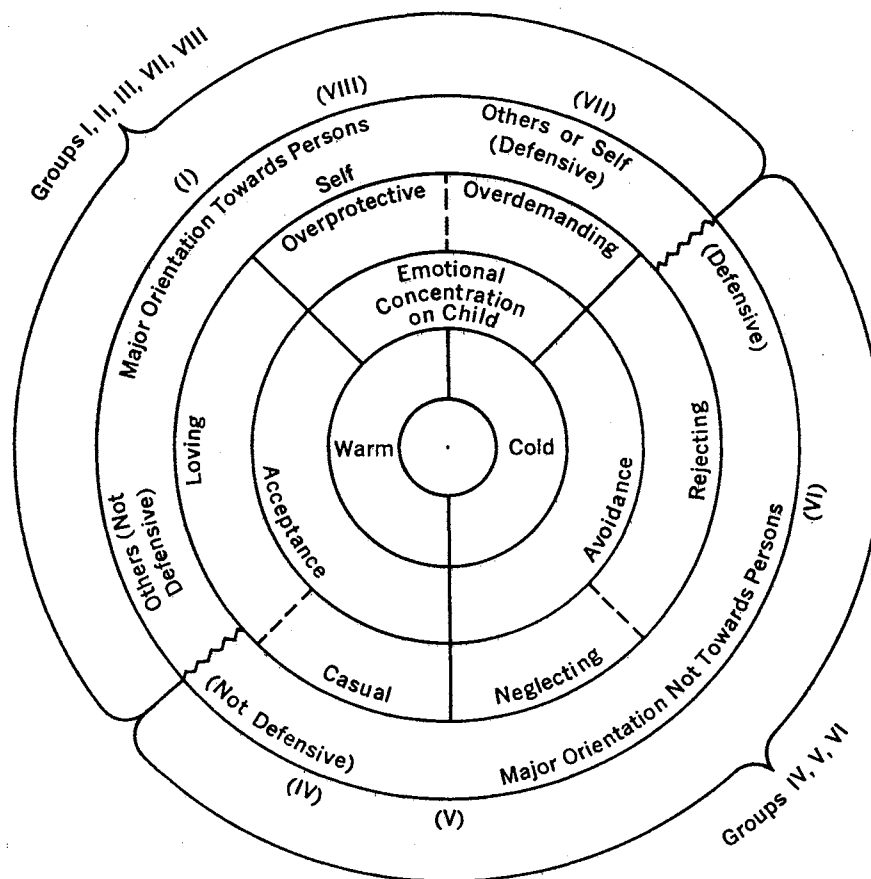 Groups I, II, III, VII, VIII
(VIII)
(VII)
(I)
Major Orientation Towards Persons
Others or Self
(Defensive)
Self
Overprotective
Overdemanding
(Defensive)
Emotional
Concentration
on Child
Loving
Warm
Cold
Rejecting
Acceptance
Avoidance
(VI)
Others (Not
Defensive)
Casual
Neglecting
(Not Defensive)
Major Orientation Not Towards Persons
(IV)
(V)
Groups IV, V, VI